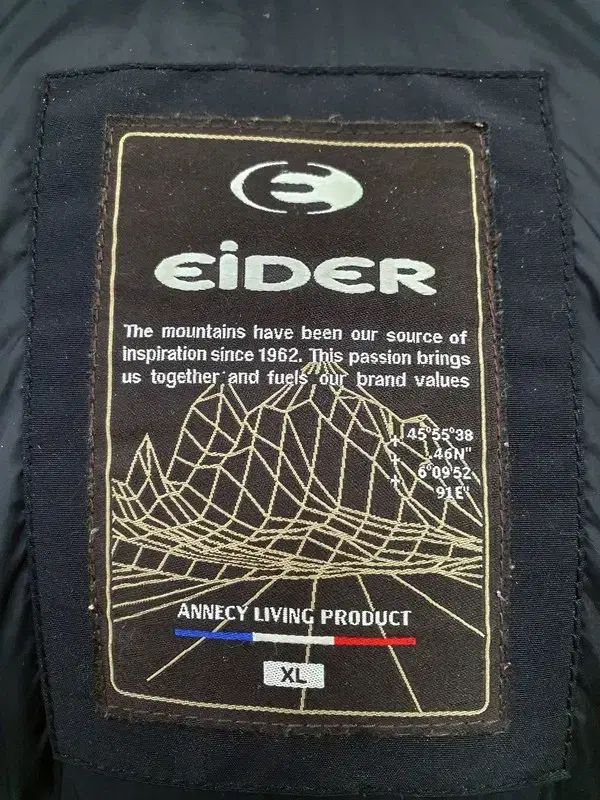 EiDER
The mountains have been our source of
inspiration since 1962. This passion brings
us together and fuels our brand values
45°55°38
.46N"
6°09°52
91E"
ANNECY LIVING PRODUCT
XL